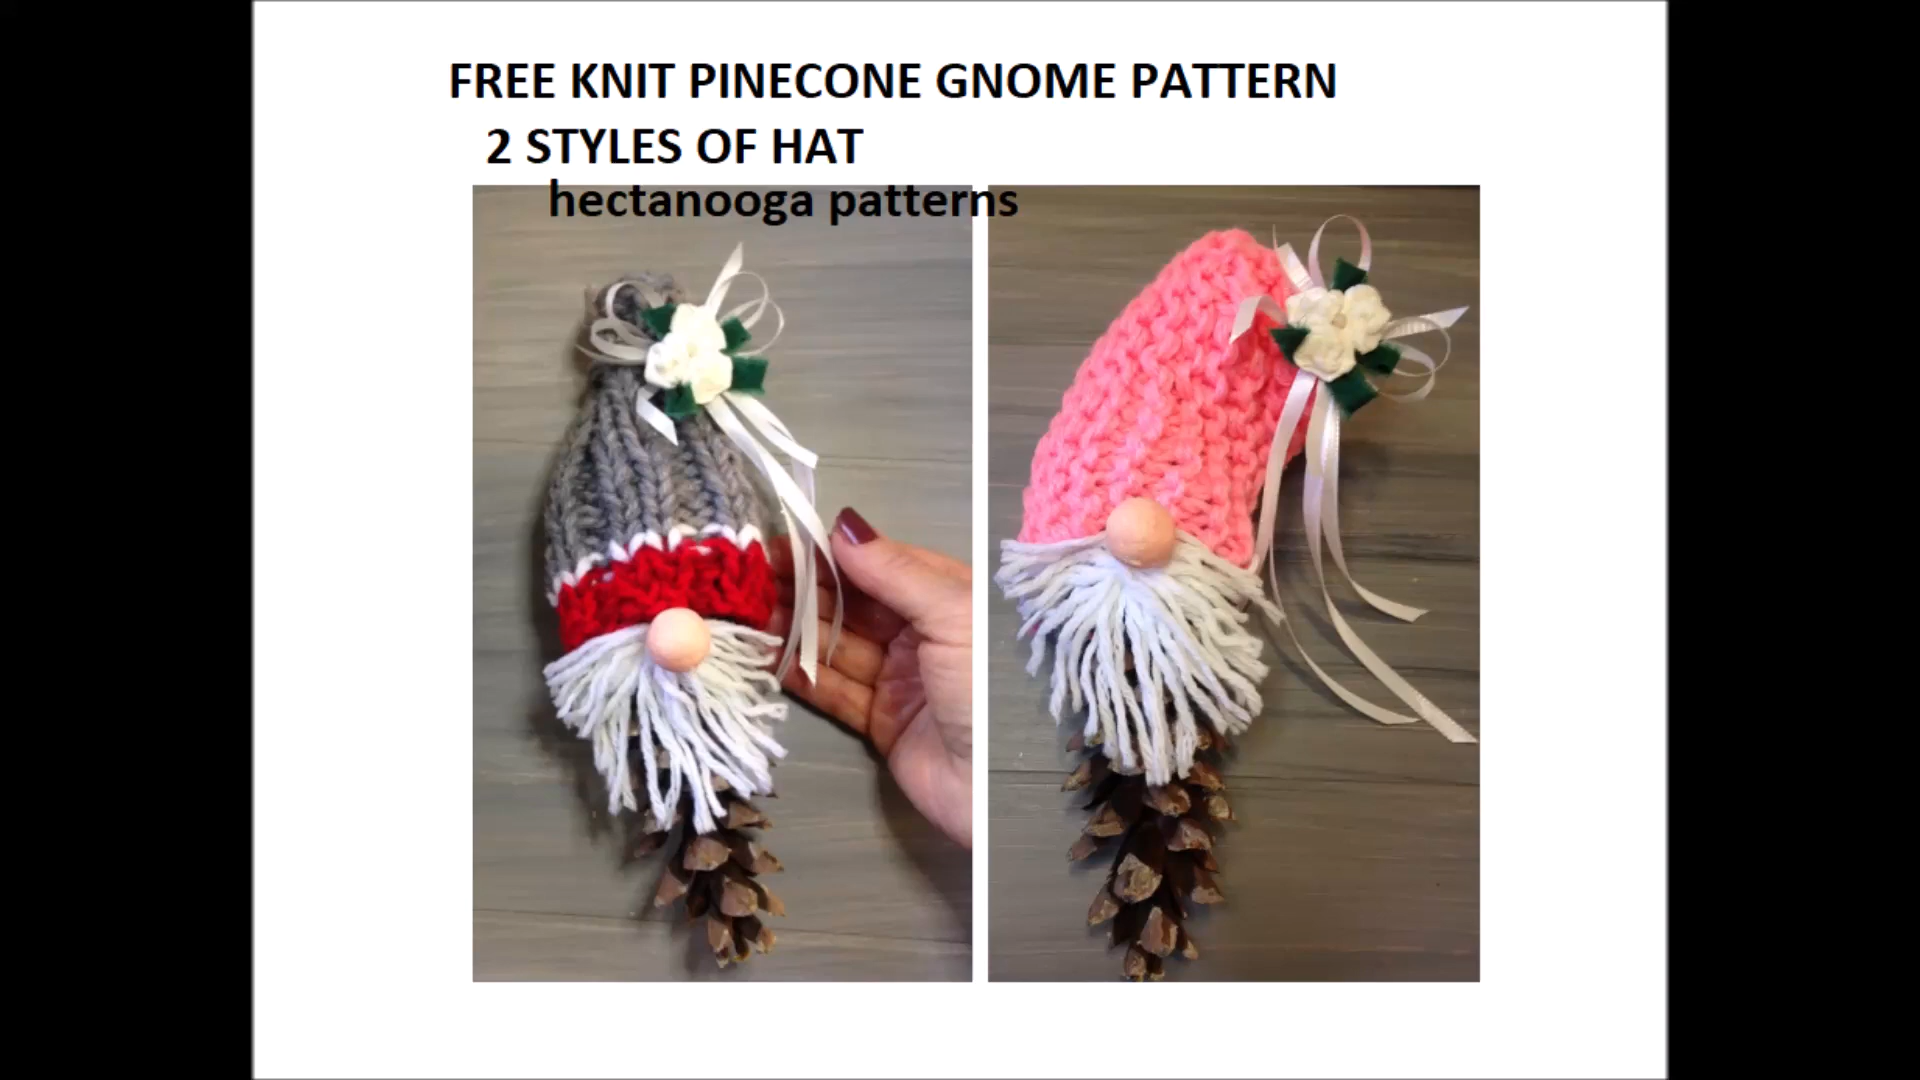 FREE KNIT PINECONE GNOME PATTERN
2 STYLES OF HAT
hectanooga patterns